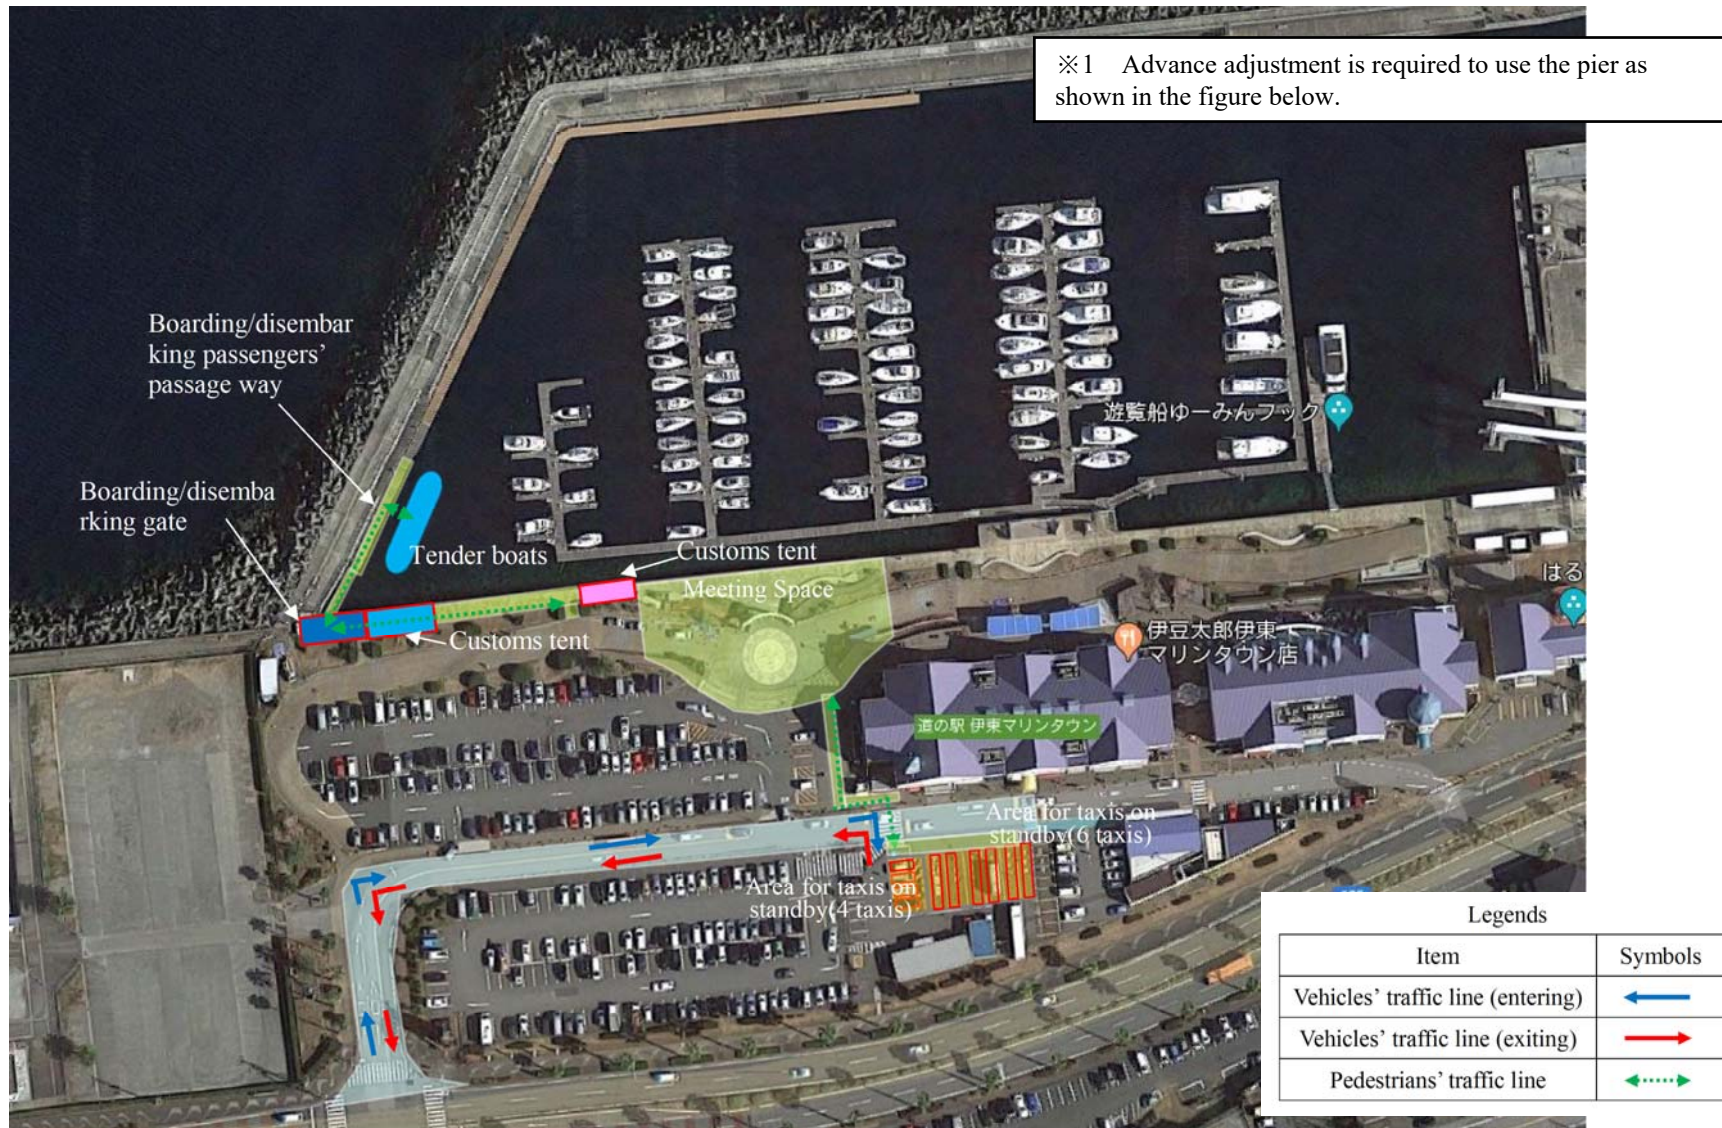 ※1 Advance adjustment is required to use the pier as
shown in the figure below.
Boarding/disembar
king passengers’
passage way
Boarding/disemba
rking gate
Tender boats
Customs tent
Meeting Space
Customs tent
遊覧船ゆーみんフック
はる
伊豆太郎伊東
マリンタウン店
道の駅 伊東マリンタウン
Area for taxis on
standby(6 taxis)
Area for taxis on
standby(4 taxis)
Legends
Item Symbols
Vehicles’ traffic line (entering)
Vehicles’ traffic line (exiting)
Pedestrians’ traffic line